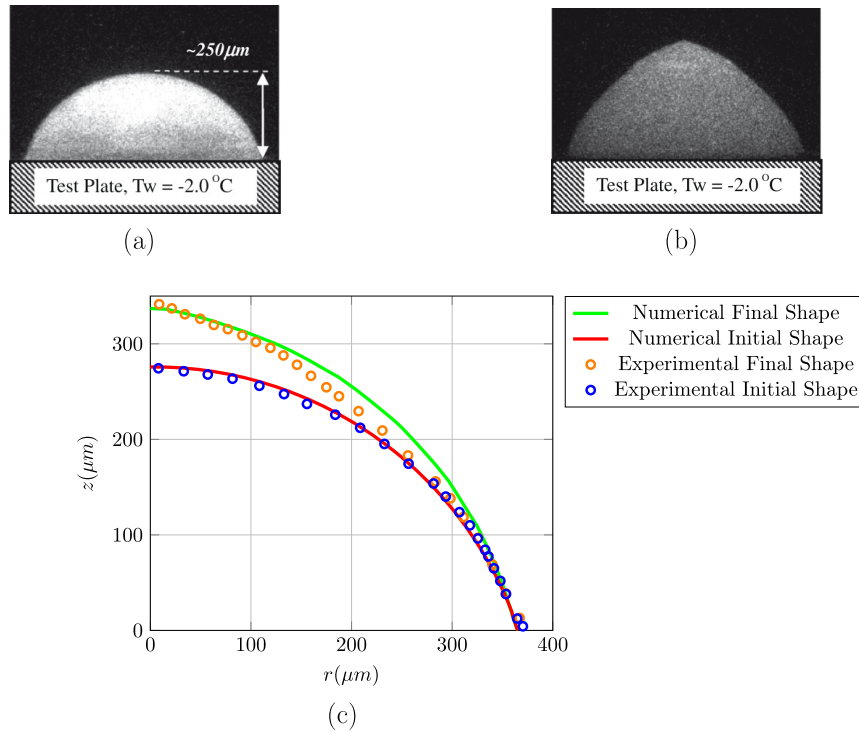 ~250μm
Test Plate, Tw = -2.0 °C
Test Plate, Tw = -2.0 °C
(a)
(b)
Numerical Final Shape
Numerical Initial Shape
Experimental Final Shape
Experimental Initial Shape
300
200
100
0
z(μm)
0 100 200 300 400
r(μm)
(c)